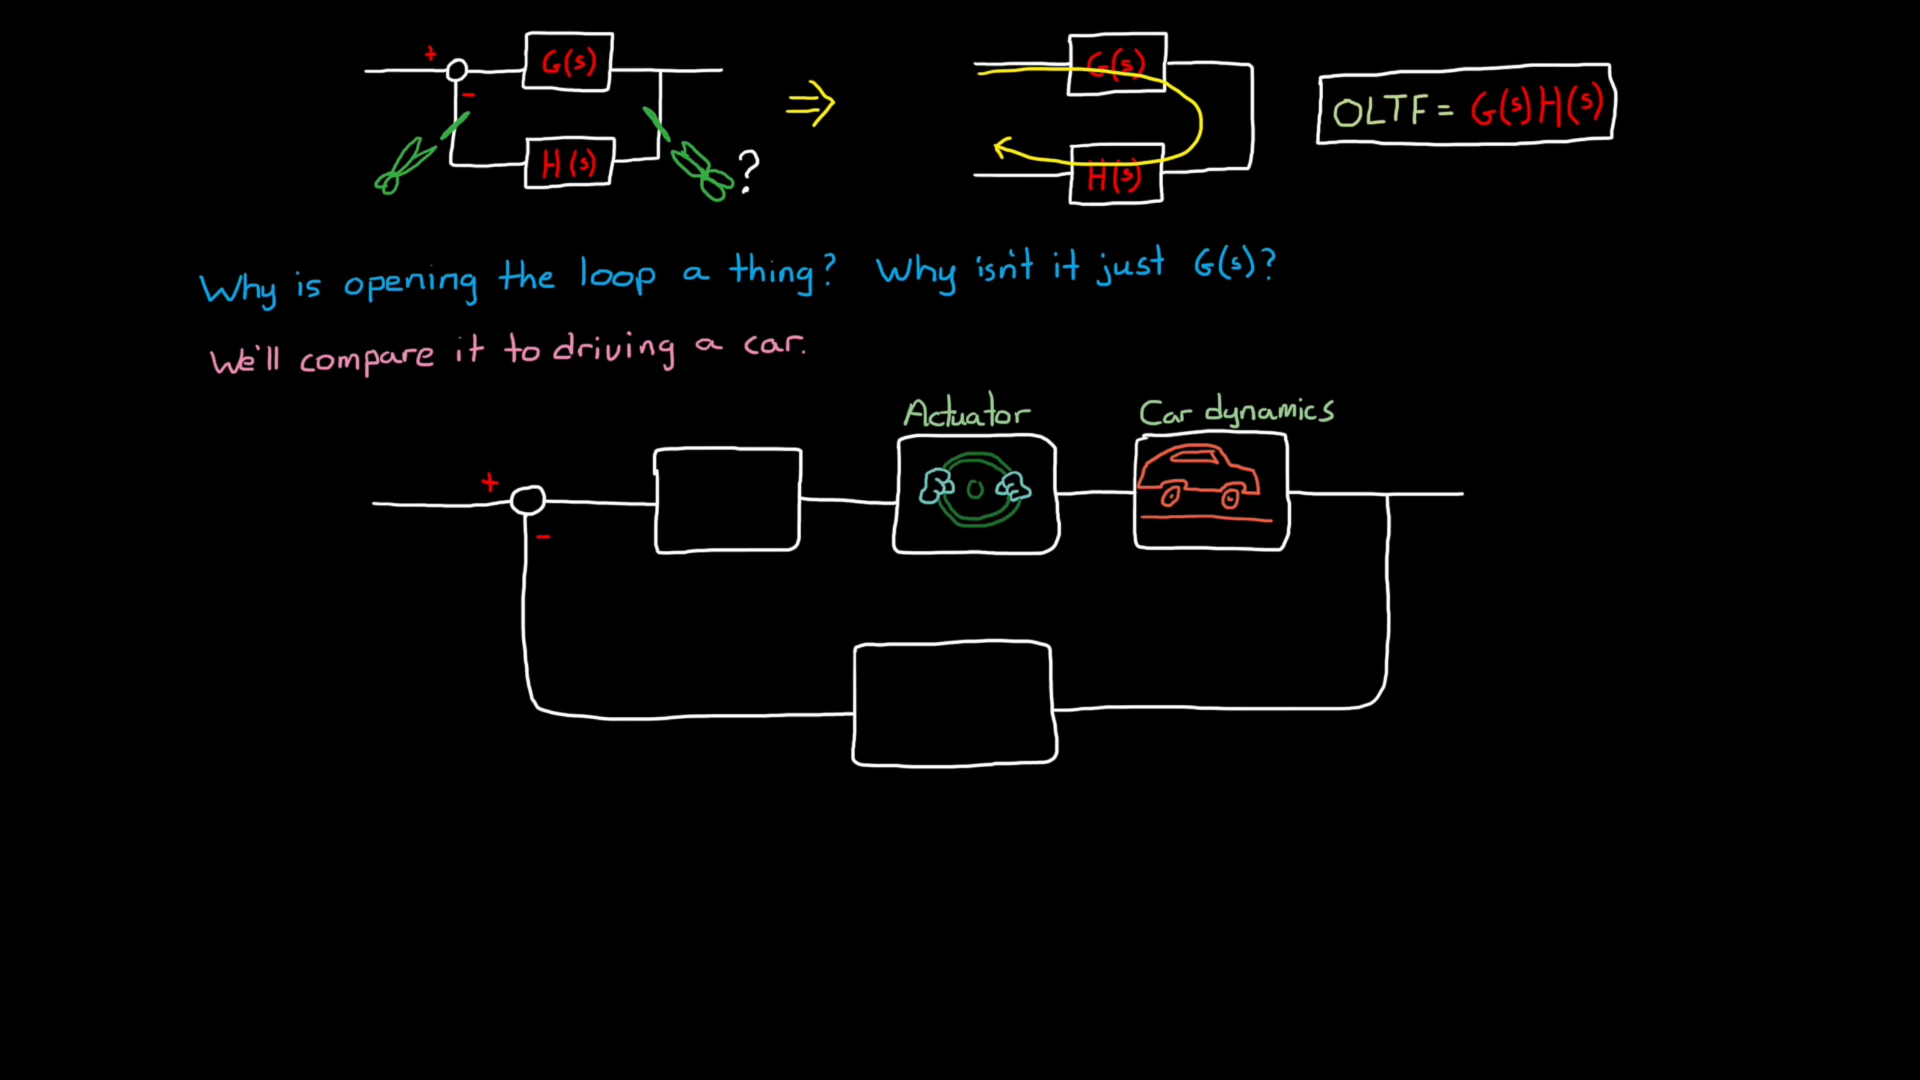 + G(s) G(s)
- OLTF = G(s)H(s)
H(s) ? H(s)
Why is opening the loop a thing? Why isn't it just G(s)?
We'll compare it to driving a car.
Actuator Car dynamics
+
-